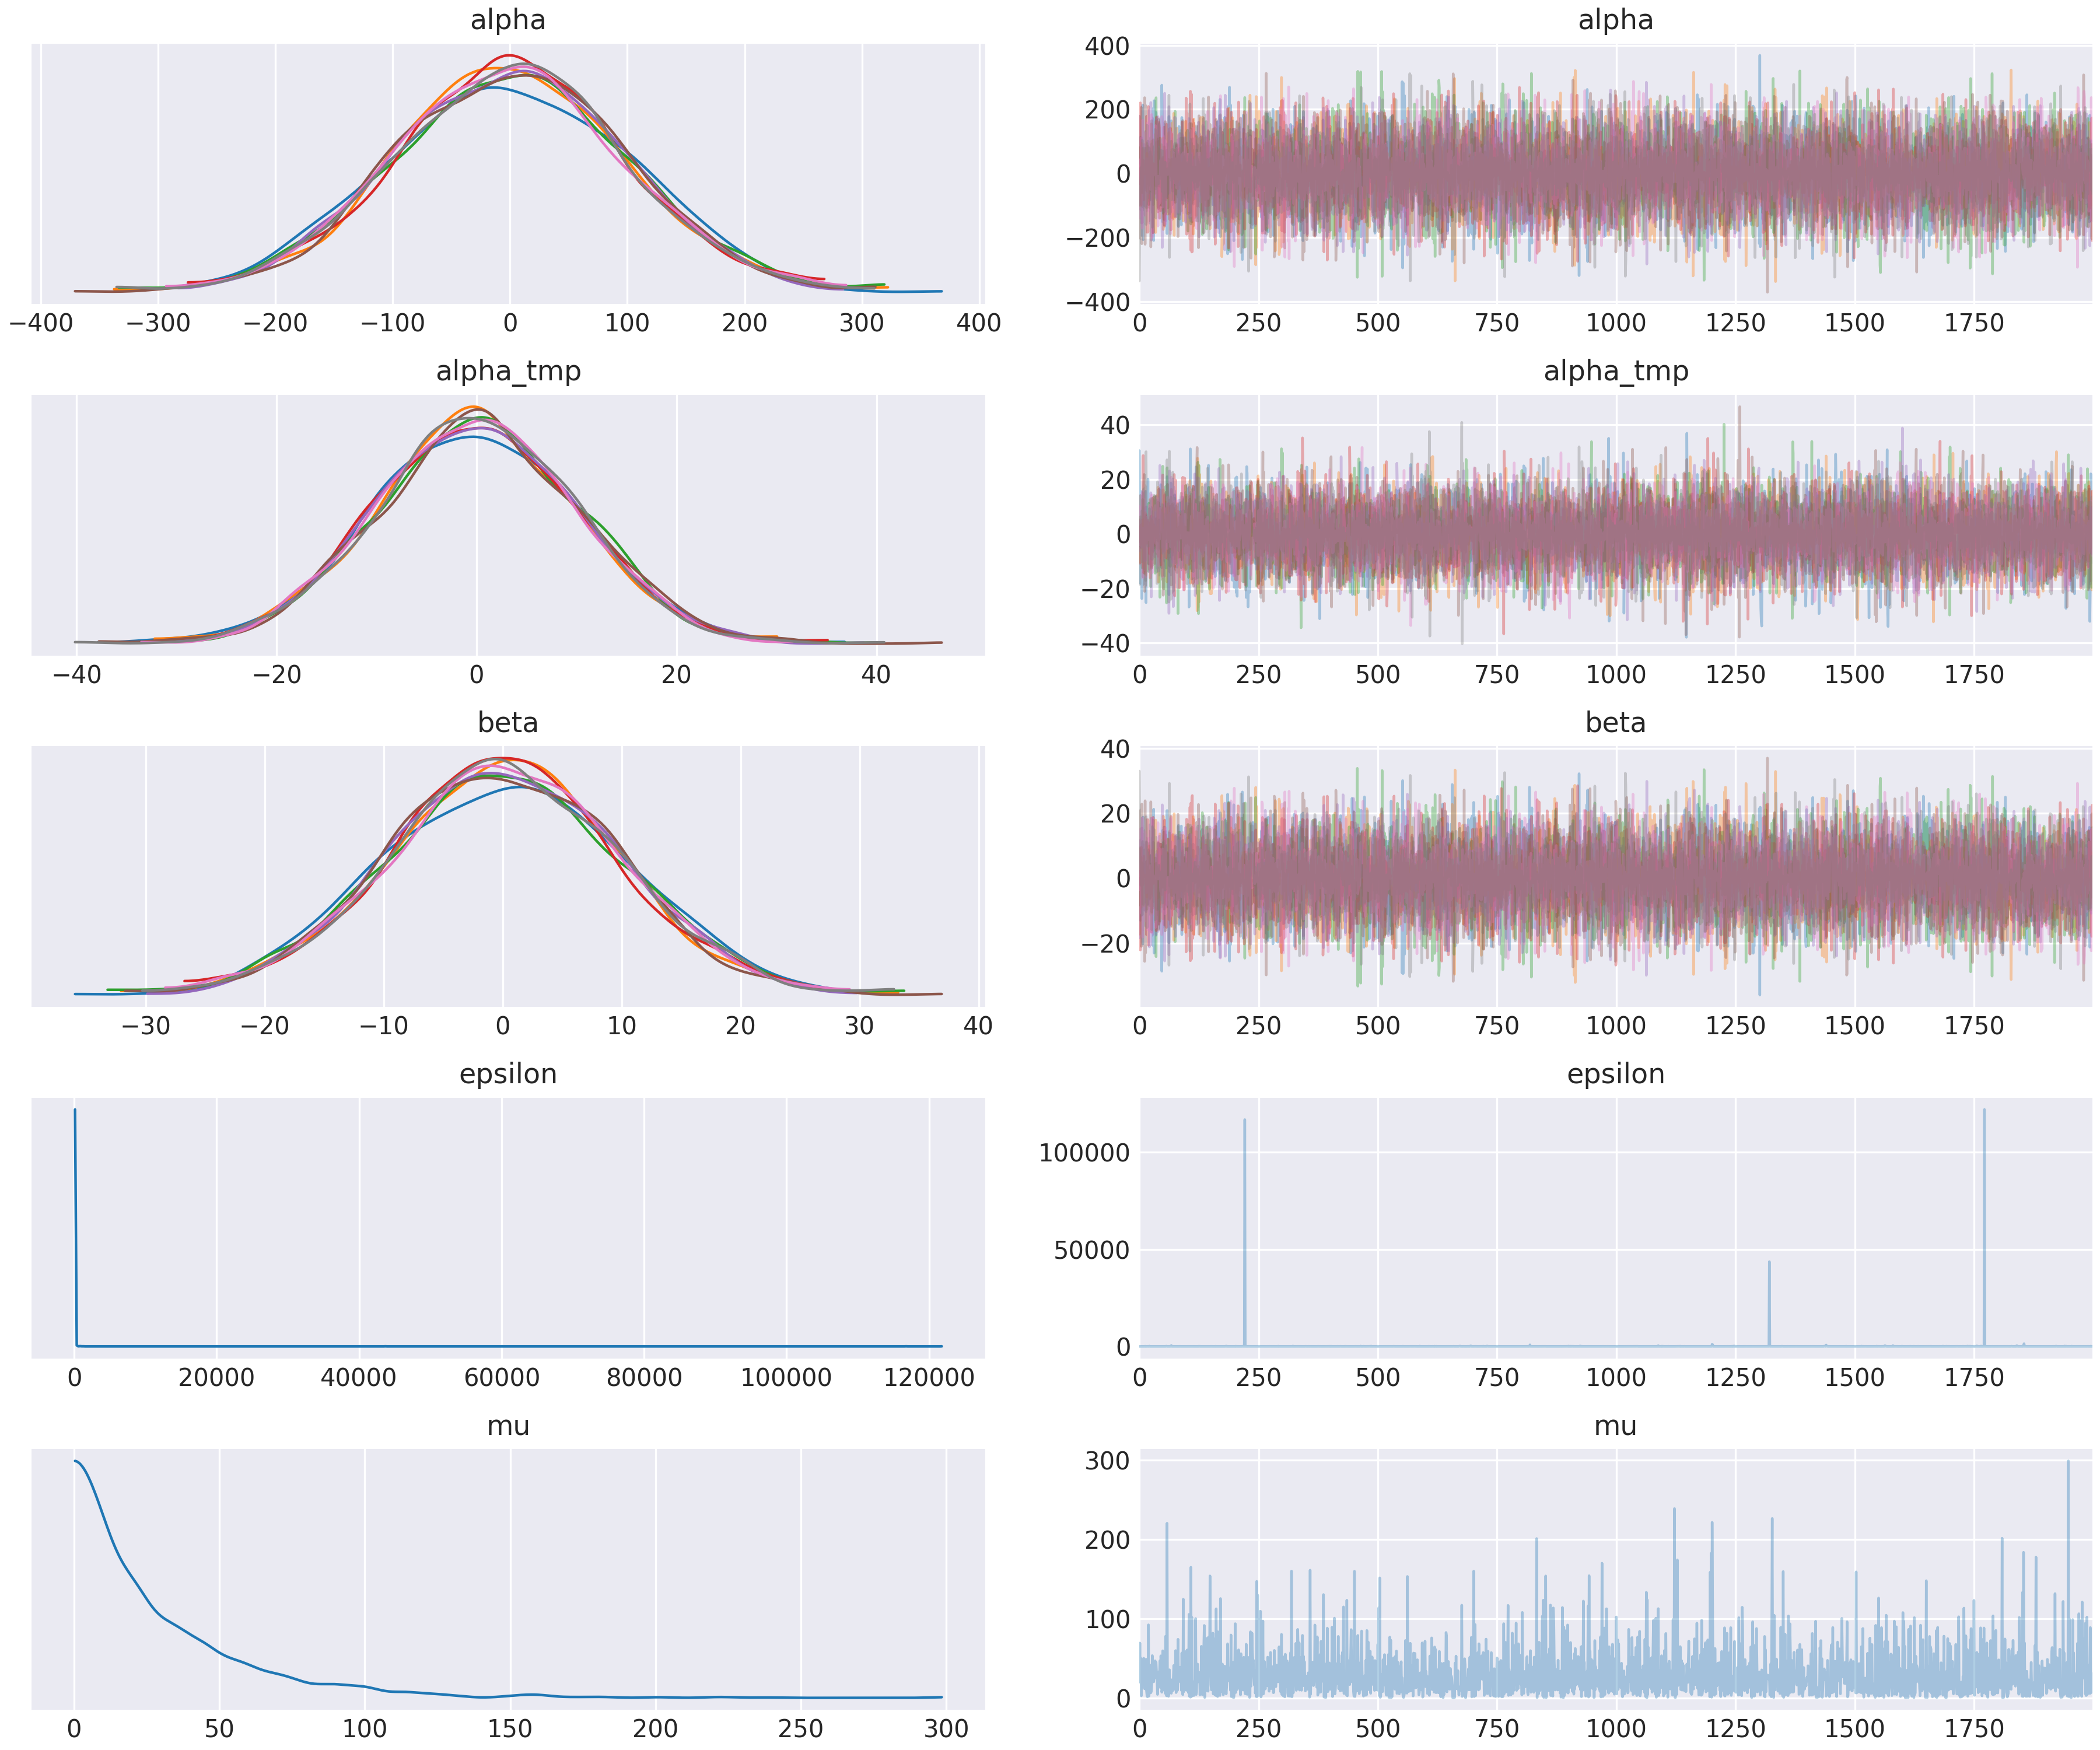 alpha alpha
400
200
0
−200
−400
−400 −300 −200 −100 0 100 200 300 400 0 250 500 750 1000 1250 1500 1750
alpha_tmp alpha_tmp
40
20
0
−20
−40
−40 −20 0 20 40 0 250 500 750 1000 1250 1500 1750
beta beta
40
20
0
−20
−30 −20 −10 0 10 20 30 40 0 250 500 750 1000 1250 1500 1750
epsilon epsilon
100000
50000
0
0 20000 40000 60000 80000 100000 120000 0 250 500 750 1000 1250 1500 1750
mu mu
300
200
100
0
0 50 100 150 200 250 300 0 250 500 750 1000 1250 1500 1750